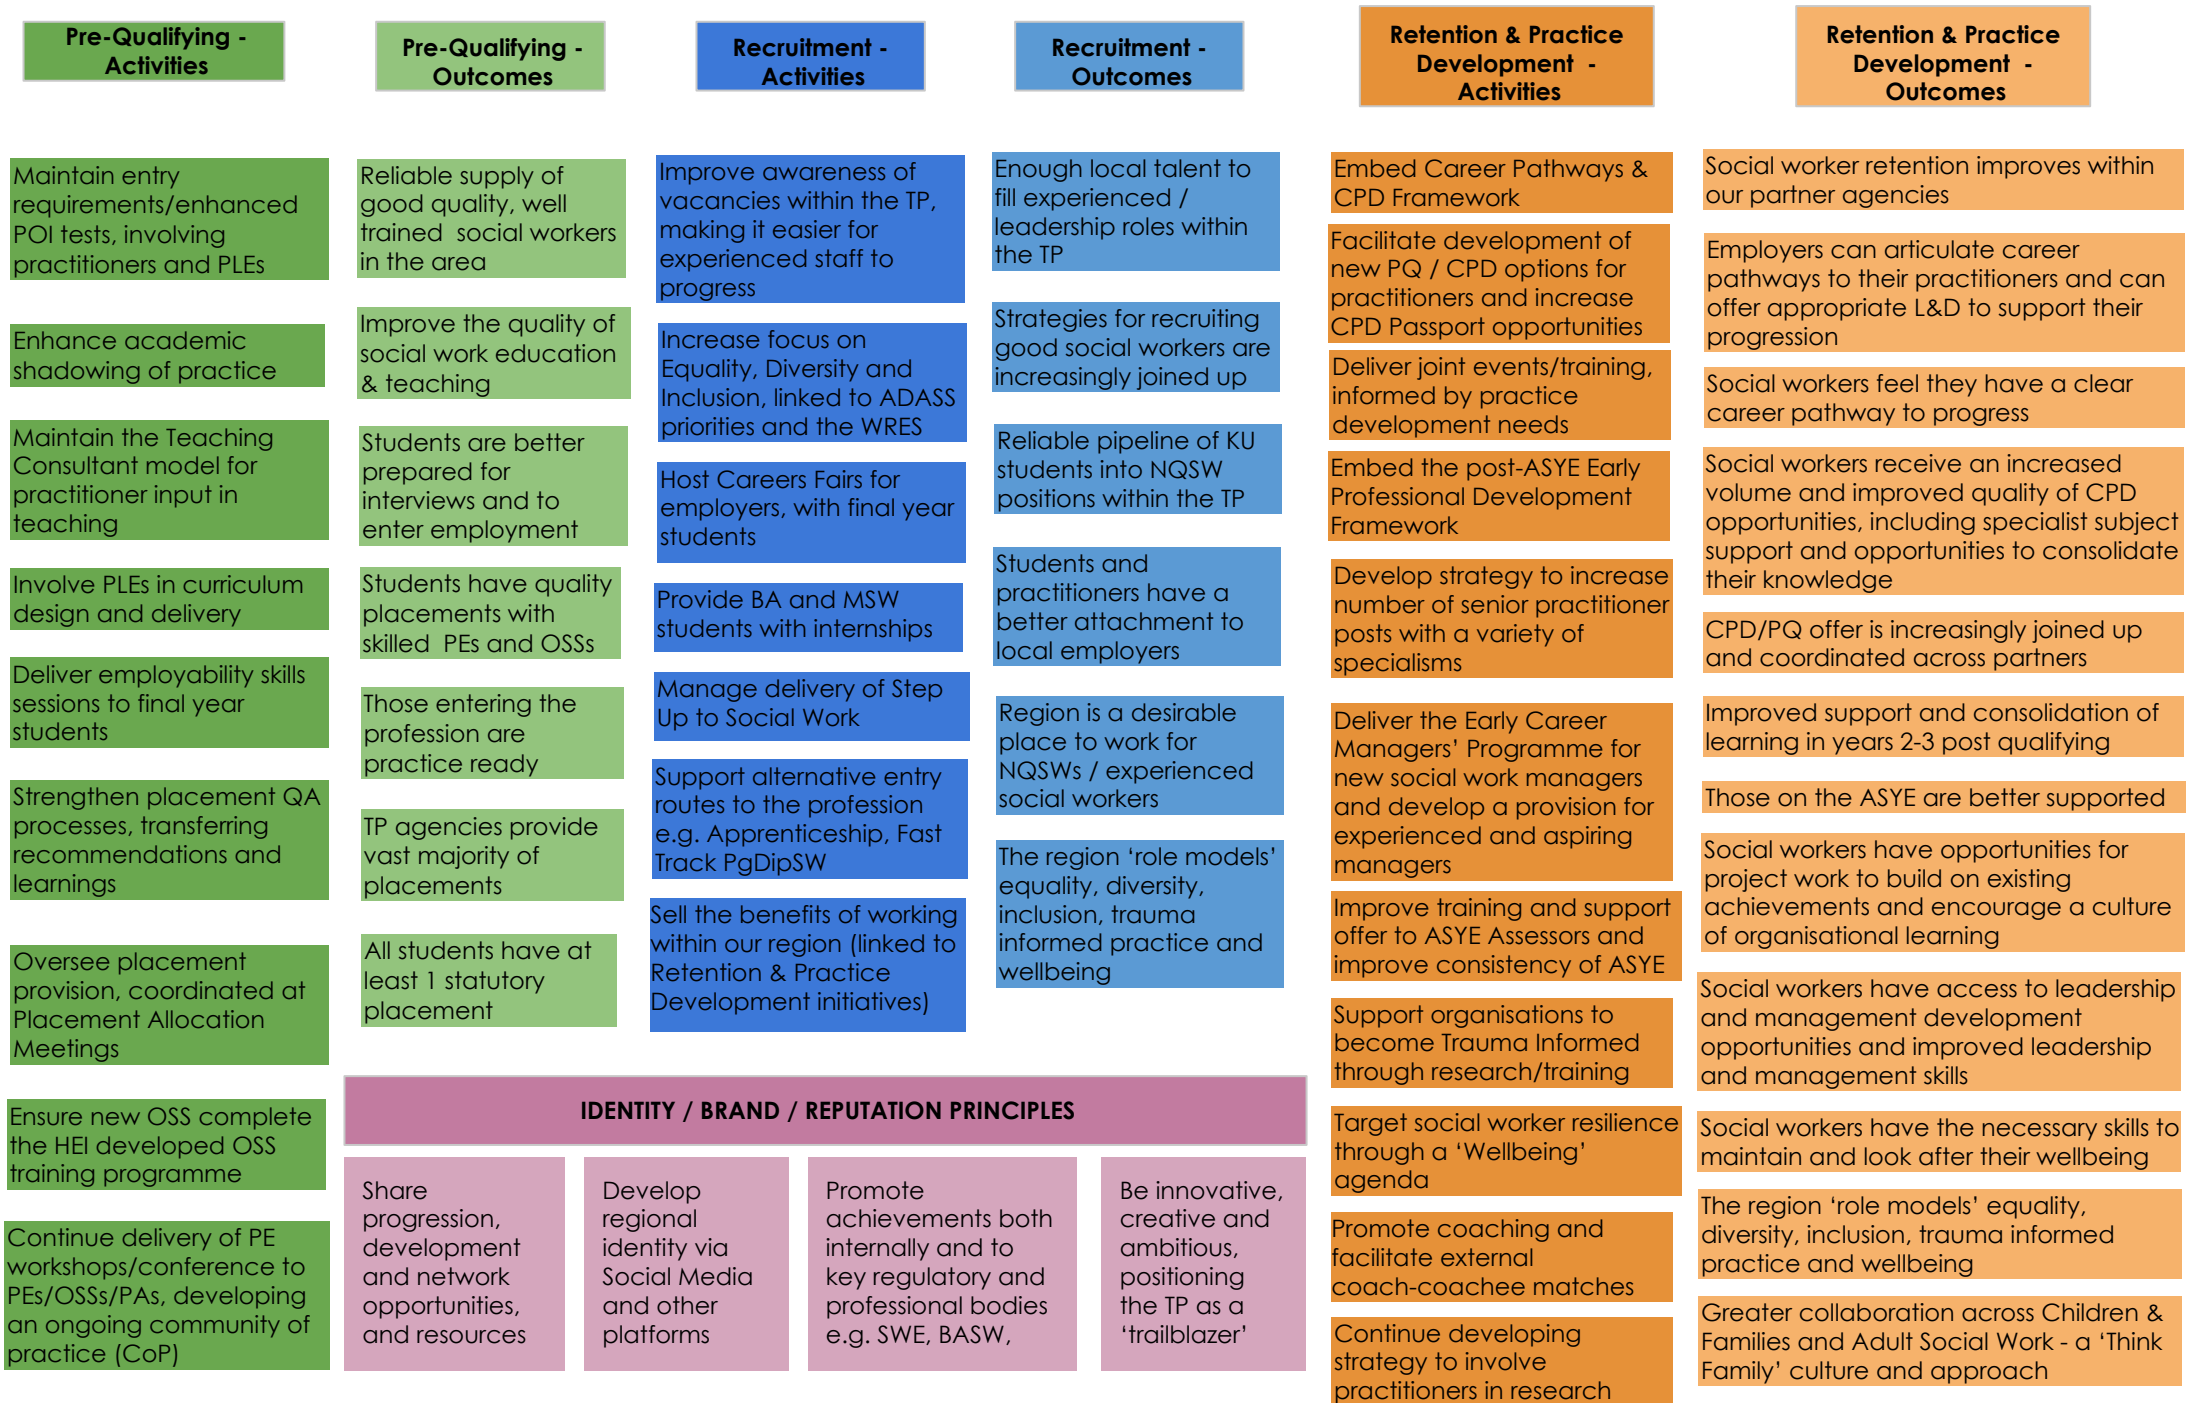 Pre-Qualifying -
Activities
Maintain entry
requirements/enhanced
POI tests, involving
practitioners and PLEs
Enhance academic
shadowing of practice
Maintain the Teaching
Consultant model for
practitioner input in
teaching
Involve PLEs in curriculum
design and delivery
Deliver employability skills
sessions to final year
students
Strengthen placement QA
processes, transferring
recommendations and
learnings
Oversee placement
provision, coordinated at
Placement Allocation
Meetings
Ensure new OSS complete
the HEI developed OSS
training programme
Continue delivery of PE
workshops/conference to
PEs/OSSs/PAs, developing
an ongoing community of
practice (CoP)
Pre-Qualifying -
Outcomes
Reliable supply of
good quality, well
trained social workers
in the area
Improve the quality of
social work education
& teaching
Students are better
prepared for
interviews and to
enter employment
Students have quality
placements with
skilled PEs and OSSs
Those entering the
profession are
practice ready
TP agencies provide
vast majority of
placements
All students have at
least 1 statutory
placement
Recruitment -
Activities
Improve awareness of
vacancies within the TP,
making it easier for
experienced staff to
progress
Increase focus on
Equality, Diversity and
Inclusion, linked to ADASS
priorities and the WRES
Host Careers Fairs for
employers, with final year
students
Provide BA and MSW
students with internships
Manage delivery of Step
Up to Social Work
Support alternative entry
routes to the profession
e.g. Apprenticeship, Fast
Track PgDipSW
Sell the benefits of working
within our region (linked to
Retention & Practice
Development initiatives)
Recruitment -
Outcomes
Enough local talent to
fill experienced /
leadership roles within
the TP
Strategies for recruiting
good social workers are
increasingly joined up
Reliable pipeline of KU
students into NQSW
positions within the TP
Students and
practitioners have a
better attachment to
local employers
Region is a desirable
place to work for
NQSWs / experienced
social workers
The region ‘role models’
equality, diversity,
inclusion, trauma
informed practice and
wellbeing
IDENTITY / BRAND / REPUTATION PRINCIPLES
Share
progression,
development
and network
opportunities,
and resources
Develop
regional
identity via
Social Media
and other
platforms
Promote
achievements both
internally and to
key regulatory and
professional bodies
e.g. SWE, BASW,
Be innovative,
creative and
ambitious,
positioning
the TP as a
‘trailblazer’
Retention & Practice
Development -
Activities
Embed Career Pathways &
CPD Framework
Facilitate development of
new PQ / CPD options for
practitioners and increase
CPD Passport opportunities
Deliver joint events/training,
informed by practice
development needs
Embed the post-ASYE Early
Professional Development
Framework
Develop strategy to increase
number of senior practitioner
posts with a variety of
specialisms
Deliver the Early Career
Managers’ Programme for
new social work managers
and develop a provision for
experienced and aspiring
managers
Improve training and support
offer to ASYE Assessors and
improve consistency of ASYE
Support organisations to
become Trauma Informed
through research/training
Target social worker resilience
through a ‘Wellbeing’
agenda
Promote coaching and
facilitate external
coach-coachee matches
Continue developing
strategy to involve
practitioners in research
Retention & Practice
Development -
Outcomes
Social worker retention improves within
our partner agencies
Employers can articulate career
pathways to their practitioners and can
offer appropriate L&D to support their
progression
Social workers feel they have a clear
career pathway to progress
Social workers receive an increased
volume and improved quality of CPD
opportunities, including specialist subject
support and opportunities to consolidate
their knowledge
CPD/PQ offer is increasingly joined up
and coordinated across partners
Improved support and consolidation of
learning in years 2-3 post qualifying
Those on the ASYE are better supported
Social workers have opportunities for
project work to build on existing
achievements and encourage a culture
of organisational learning
Social workers have access to leadership
and management development
opportunities and improved leadership
and management skills
Social workers have the necessary skills to
maintain and look after their wellbeing
The region ‘role models’ equality,
diversity, inclusion, trauma informed
practice and wellbeing
Greater collaboration across Children &
Families and Adult Social Work - a ‘Think
Family’ culture and approach